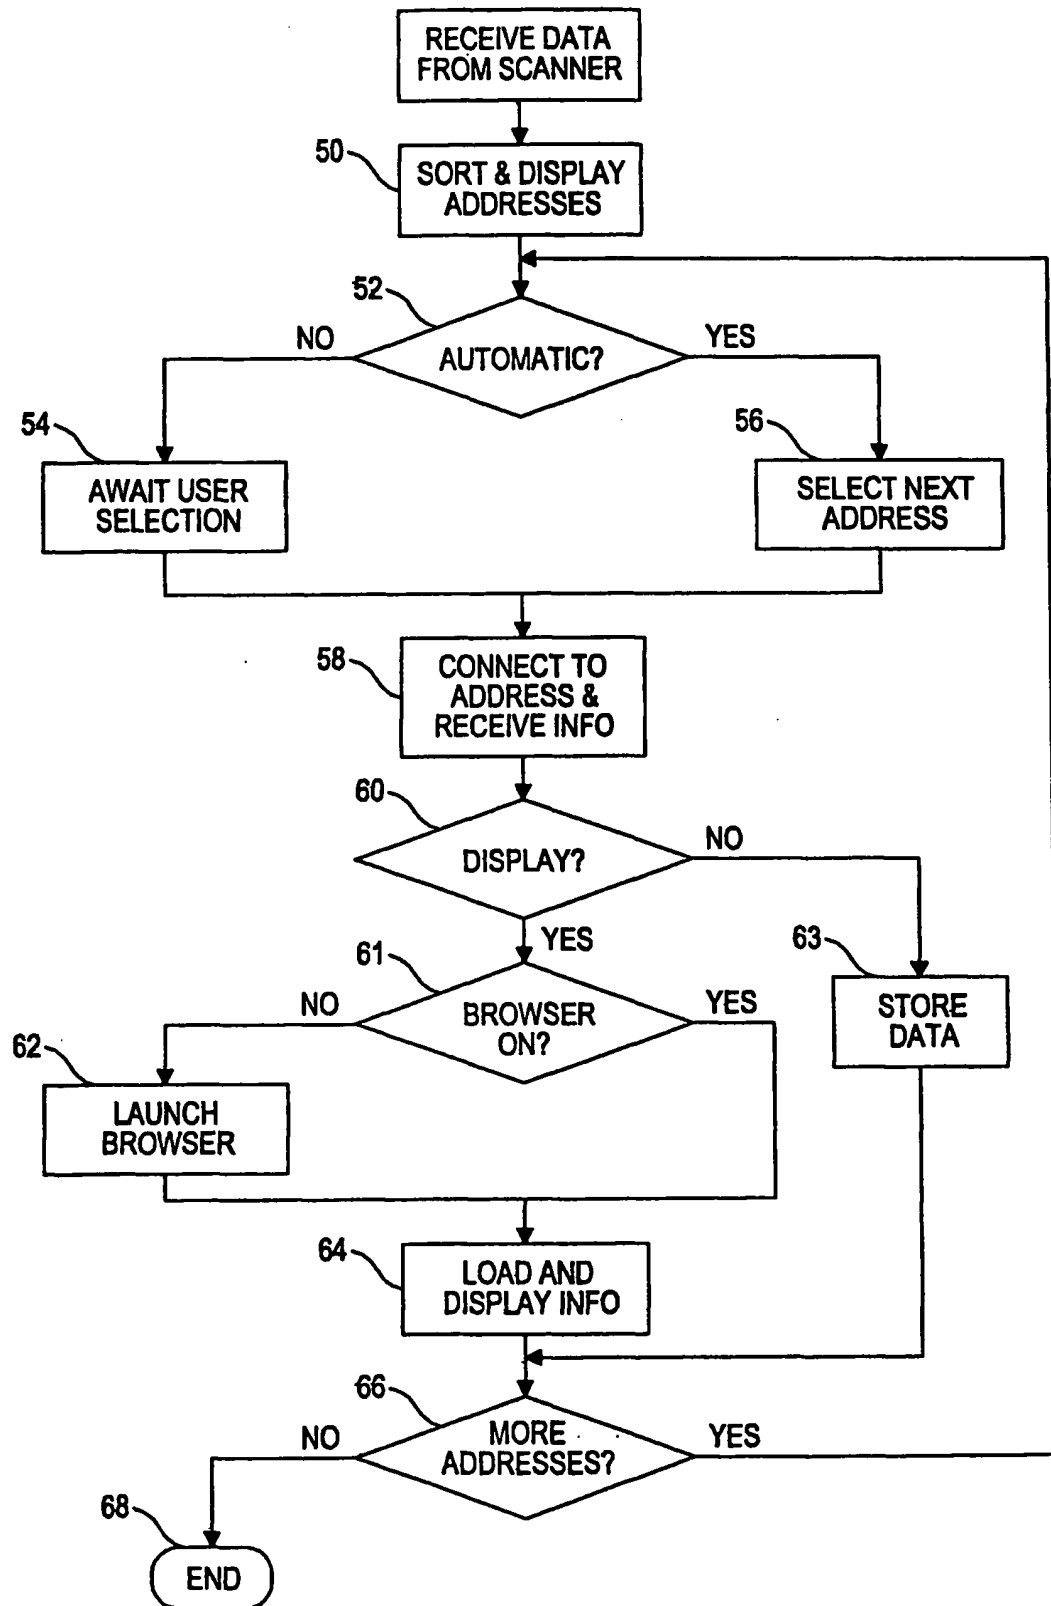 RECEIVE DATA
FROM SCANNER
50
SORT & DISPLAY
ADDRESSES
52
NO
YES
AUTOMATIC?
54
56
AWAIT USER
SELECTION
SELECT NEXT
ADDRESS
58
CONNECT TO
ADDRESS &
RECEIVE INFO
60
NO
DISPLAY?
YES
61
63
NO
YES
BROWSER
ON?
STORE
DATA
62
LAUNCH
BROWSER
64
LOAD AND
DISPLAY INFO
66
NO
YES
MORE
ADDRESSES?
68
END